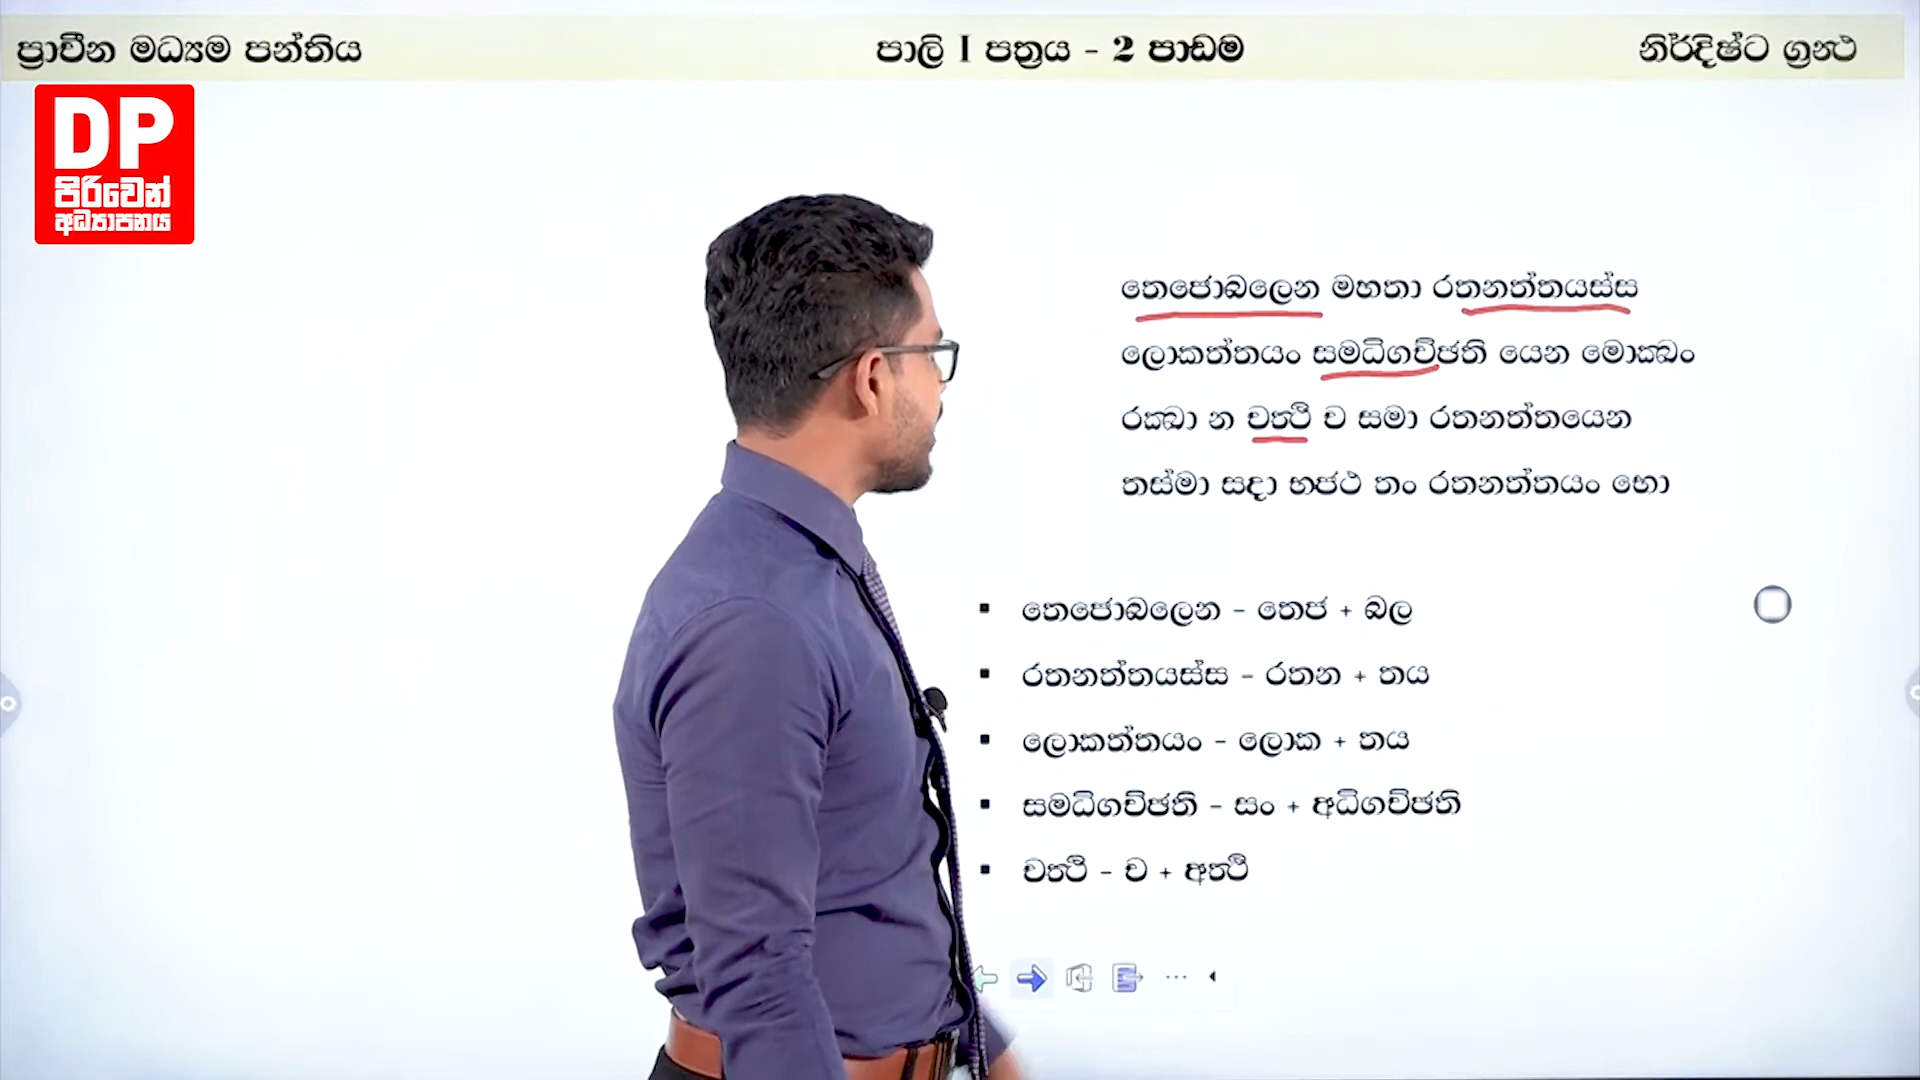 ප්‍රාචීන මධ්‍යම පන්තිය
පාලි I පත්‍රය - 2 පාඩම
නිර්දිෂ්ට ග්‍රන්ථ
DP
පිරිවෙන්
අධ්‍යාපනය
තෙජොබලෙන මහතා රතනත්තයස්ස
ලොකත්තයං සමධිගච්ඡති යෙන මොක්ඛං
රක්ඛා න චත්ථි ච සමා රතනත්තයෙන
තස්මා සදා භජථ තං රතනත්තයං භො
▪ තෙජොබලෙන - තෙජ + බල
▪ රතනත්තයස්ස - රතන + තය
▪ ලොකත්තයං - ලොක + තය
▪ සමධිගච්ඡති - සං + අධිගච්ඡති
▪ චත්ථි - ච + අත්ථි